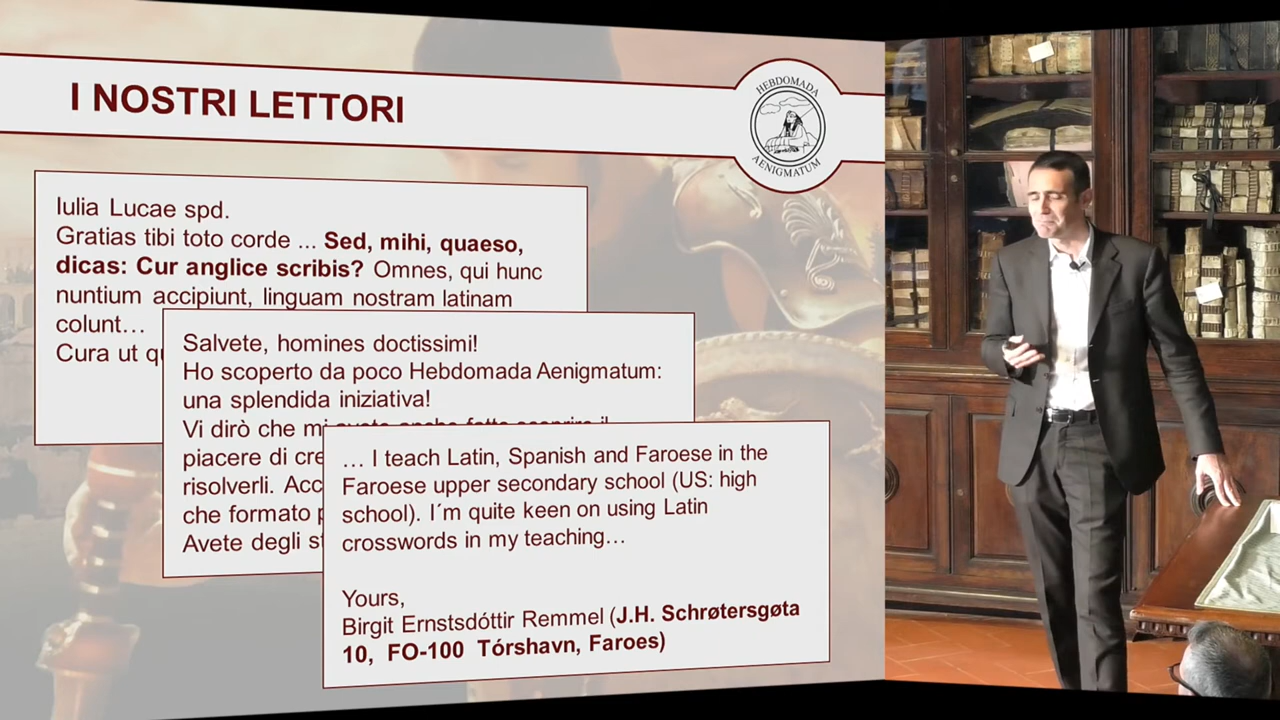 I NOSTRI LETTORI
HEBDOMADA
AENIGMATUM
Iulia Lucae spd.
Gratias tibi toto corde ... Sed, mihi, quaeso,
dicas: Cur anglice scribis? Omnes, qui hunc
nuntium accipiunt, linguam nostram latinam
colunt…
Cura ut
Salvete, homines doctissimi!
Ho scoperto da poco Hebdomada Aenigmatum:
una splendida iniziativa!
Vi dirò che
piacere di
risolverli.
che formato
Avete degli
… I teach Latin, Spanish and Faroese in the
Faroese upper secondary school (US: high
school). I´m quite keen on using Latin
crosswords in my teaching…
Yours,
Birgit Ernstsdóttir Remmel (J.H. Schrøtersgøta
10, FO-100 Tórshavn, Faroes)